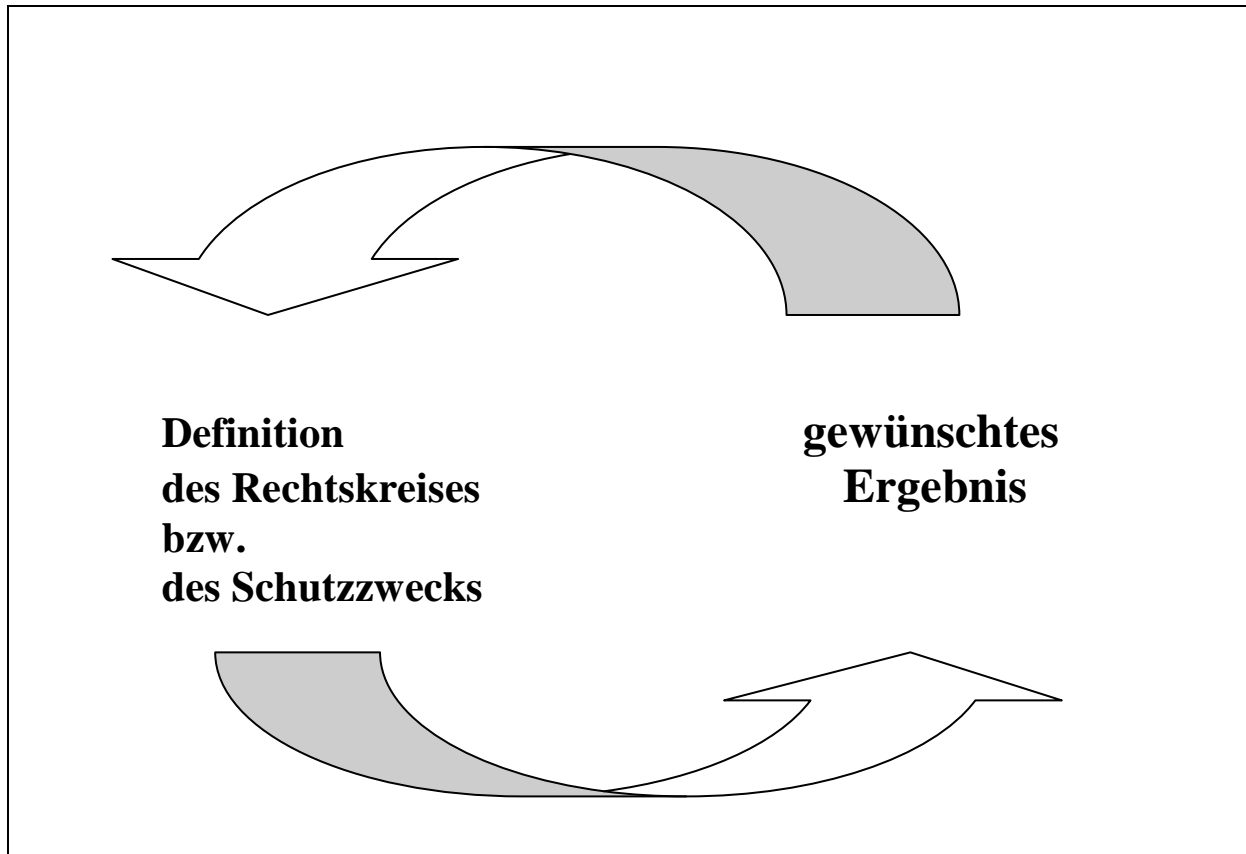 Definition
des Rechtskreises
bzw.
des Schutzzwecks
gewünschtes
Ergebnis